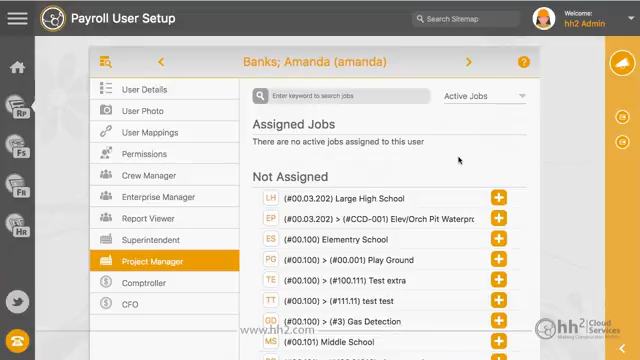 Payroll User Setup
Search Sitemap
Welcome:
hh2 Admin
Banks; Amanda (amanda)
User Details
User Photo
User Mappings
Permissions
Crew Manager
Enterprise Manager
Report Viewer
Superintendent
Project Manager
Comptroller
CFO
Rp
Fs
Fr
Hr
Enter keyword to search jobs
Active Jobs
Assigned Jobs
There are no active jobs assigned to this user
Not Assigned
LH (#00.03.202) Large High School
EP (#00.03.202) > (#CCD-001) Elev/Orch Pit Waterpro
ES (#00.100) Elementry School
PG (#00.100) > (#00.001) Play Ground
TE (#00.100) > (#100.111) Test extra
TT (#00.100) > (#111.11) test test
GD (#00.100) > (#3) Gas Detection
MS (#00.101) Middle School
www.hh2.com
hh2 Cloud Services